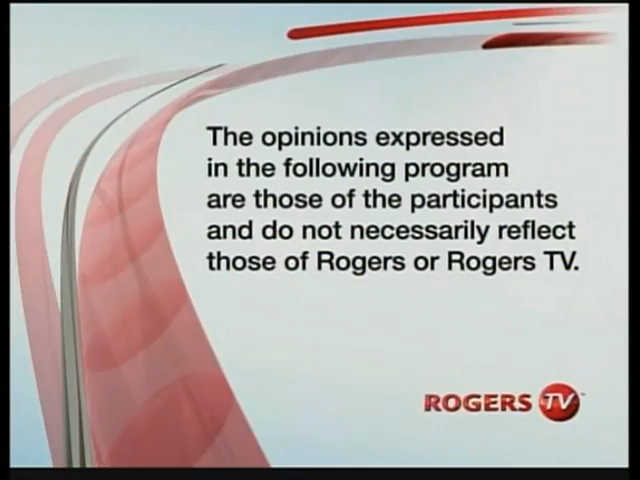 The opinions expressed
in the following program
are those of the participants
and do not necessarily reflect
those of Rogers or Rogers TV.
ROGERS TV